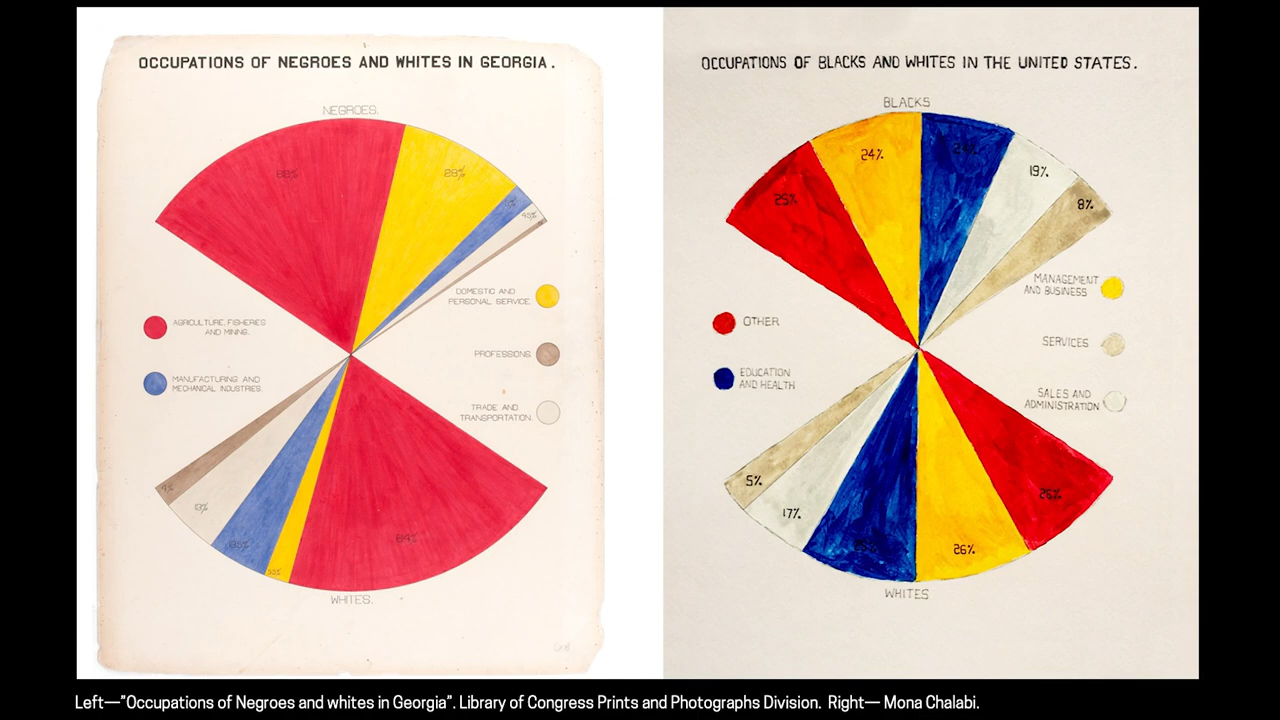 OCCUPATIONS OF NEGROES AND WHITES IN GEORGIA.
NEGROES.
28%
DOMESTIC AND
PERSONAL SERVICE.
AGRICULTURE, FISHERIES
AND MINING.
PROFESSIONS.
MANUFACTURING AND
MECHANICAL INDUSTRIES.
TRADE AND
TRANSPORTATION.
4%
13%
64%
WHITES.
OCCUPATIONS OF BLACKS AND WHITES IN THE UNITED STATES.
BLACKS
25%
24%
24%
19%
8%
MANAGEMENT
AND BUSINESS
OTHER
SERVICES
EDUCATION
AND HEALTH
SALES AND
ADMINISTRATION
5%
17%
26%
26%
WHITES
Left—"Occupations of Negroes and whites in Georgia". Library of Congress Prints and Photographs Division. Right— Mona Chalabi.